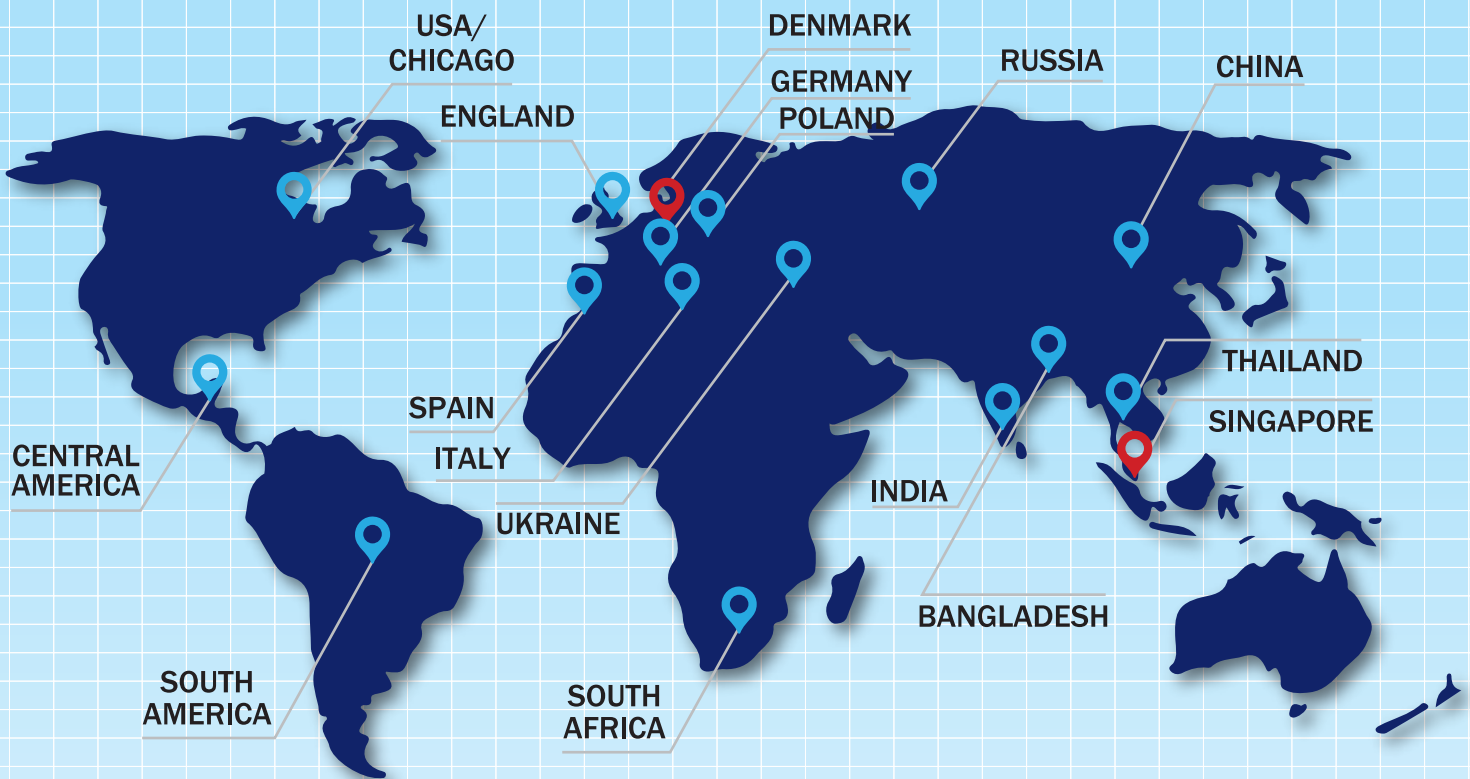 USA/
CHICAGO
ENGLAND
DENMARK
GERMANY
POLAND
RUSSIA
CHINA
SPAIN
ITALY
UKRAINE
CENTRAL
AMERICA
THAILAND
SINGAPORE
INDIA
BANGLADESH
SOUTH
AMERICA
SOUTH
AFRICA